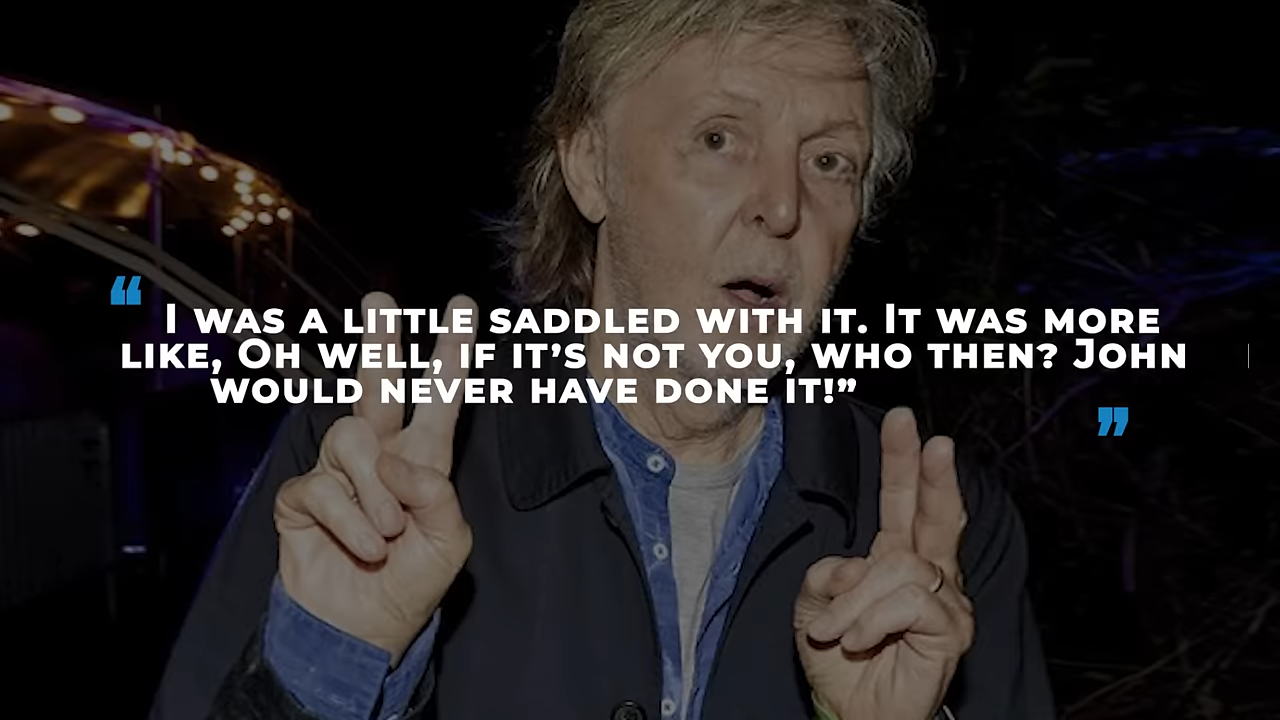 “ I was a little saddled with it. It was more
like, Oh well, if it’s not you, who then? John
would never have done it!”
”